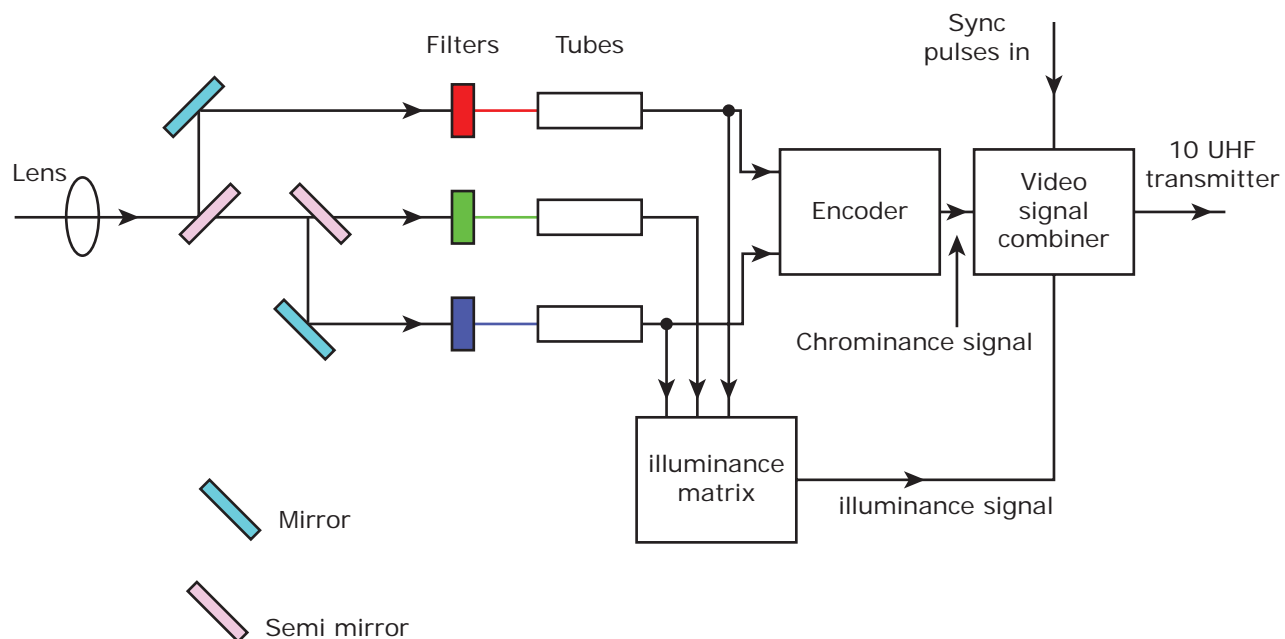 Filters
Tubes
Sync
pulses in
Lens
10 UHF
transmitter
Encoder
Video
signal
combiner
Chrominance signal
illuminance
matrix
illuminance signal
Mirror
Semi mirror